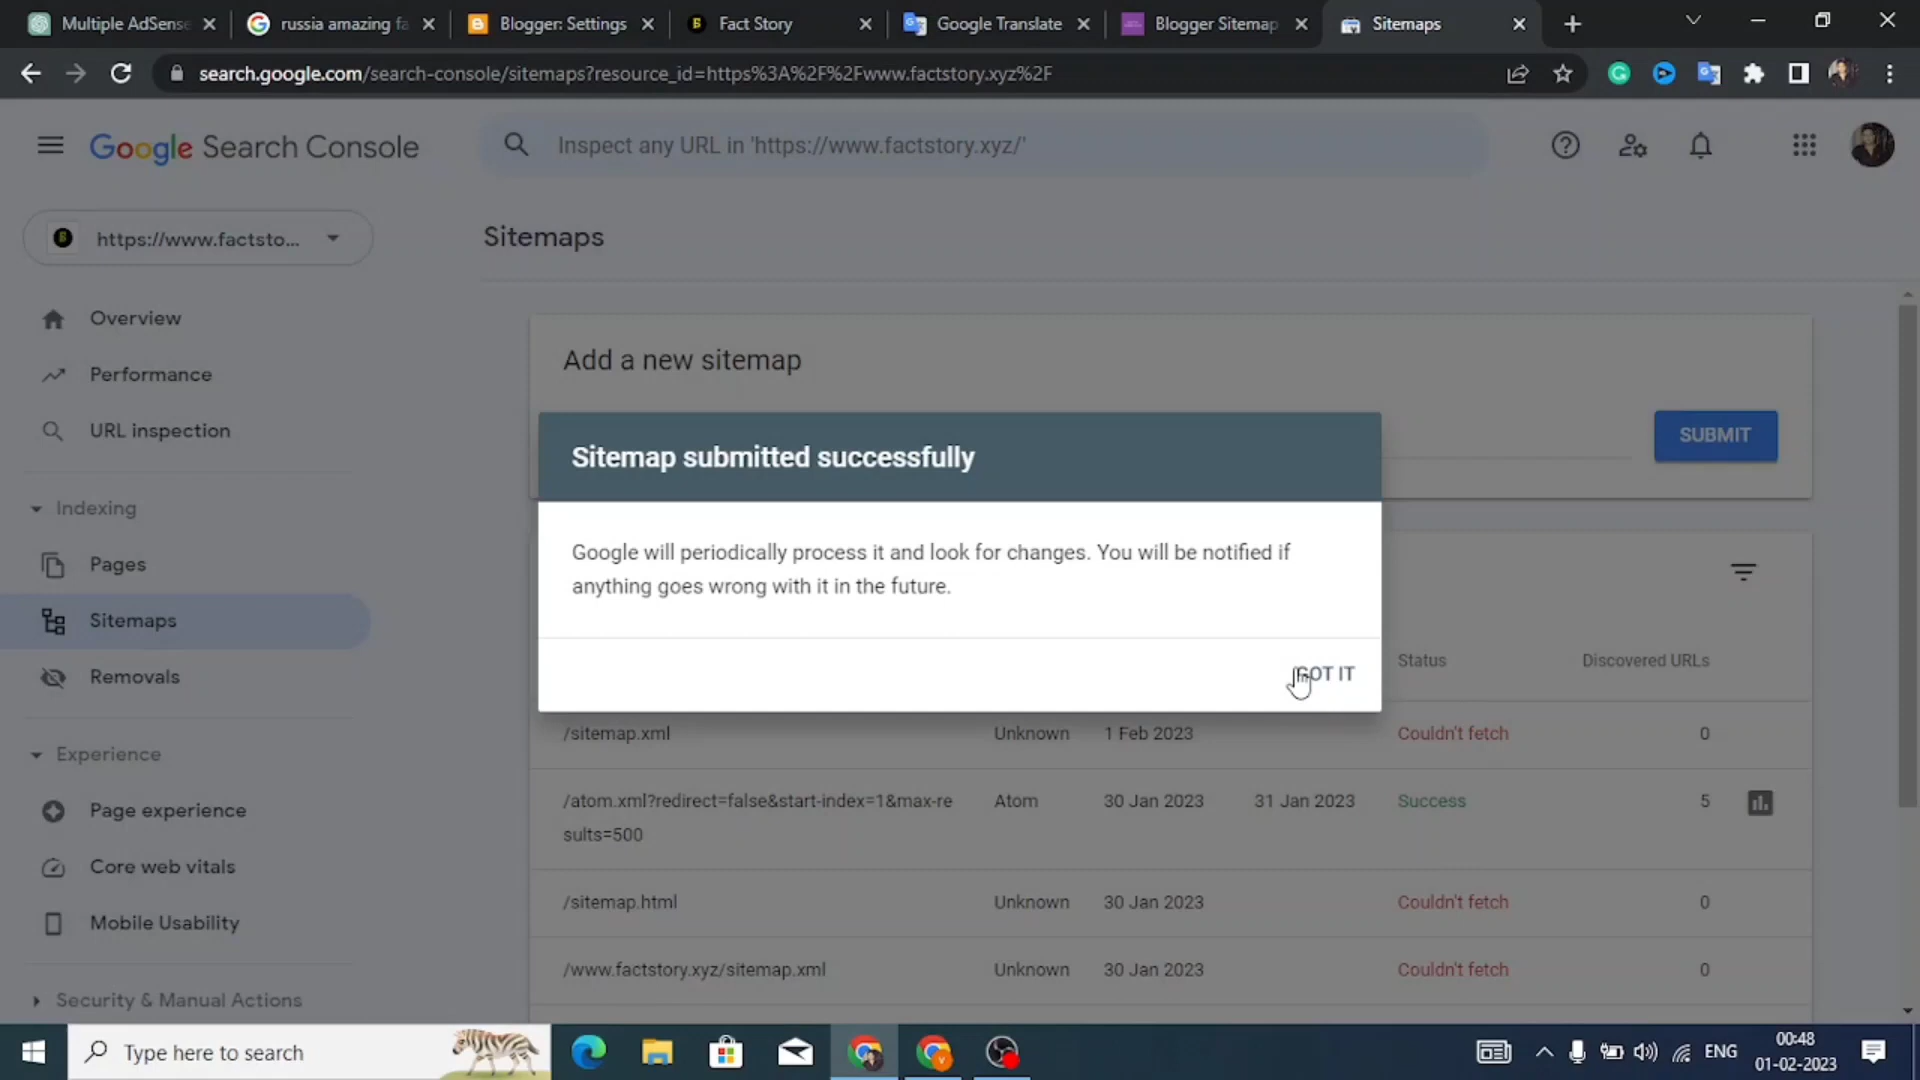 Multiple AdSense
russia amazing fa
Blogger: Settings
Fact Story
Google Translate
Blogger Sitemap
Sitemaps
search.google.com/search-console/sitemaps?resource_id=https%3A%2F%2Fwww.factstory.xyz%2F
Google Search Console
Inspect any URL in 'https://www.factstory.xyz/'
https://www.factsto...
Sitemaps
Overview
Performance
URL inspection
Indexing
Pages
Sitemaps
Removals
Experience
Page experience
Core web vitals
Mobile Usability
Security & Manual Actions
Add a new sitemap
SUBMIT
Sitemap submitted successfully
Google will periodically process it and look for changes. You will be notified if
anything goes wrong with it in the future.
GOT IT
Status Discovered URLs
/sitemap.xml Unknown 1 Feb 2023 Couldn't fetch 0
/atom.xml?redirect=false&start-index=1&max-re Atom 30 Jan 2023 31 Jan 2023 Success 5
sults=500
/sitemap.html Unknown 30 Jan 2023 Couldn't fetch 0
/www.factstory.xyz/sitemap.xml Unknown 30 Jan 2023 Couldn't fetch 0
Type here to search
ENG
00:48
01-02-2023